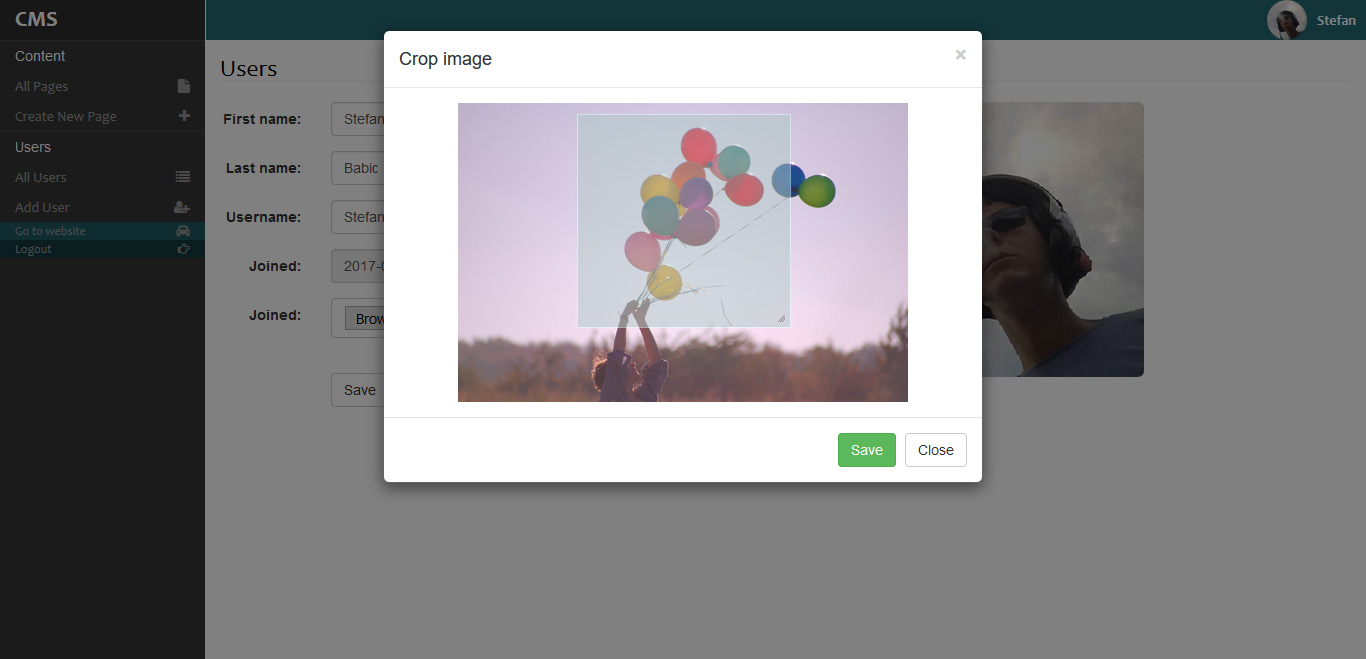 CMS
Stefan
Content
All Pages
Create New Page
Users
All Users
Add User
Go to website
Logout
Users
First name:
Stefan
Last name:
Babic
Username:
Stefan
Joined:
2017-0
Joined:
Brow
Save
Crop image
×
Save
Close